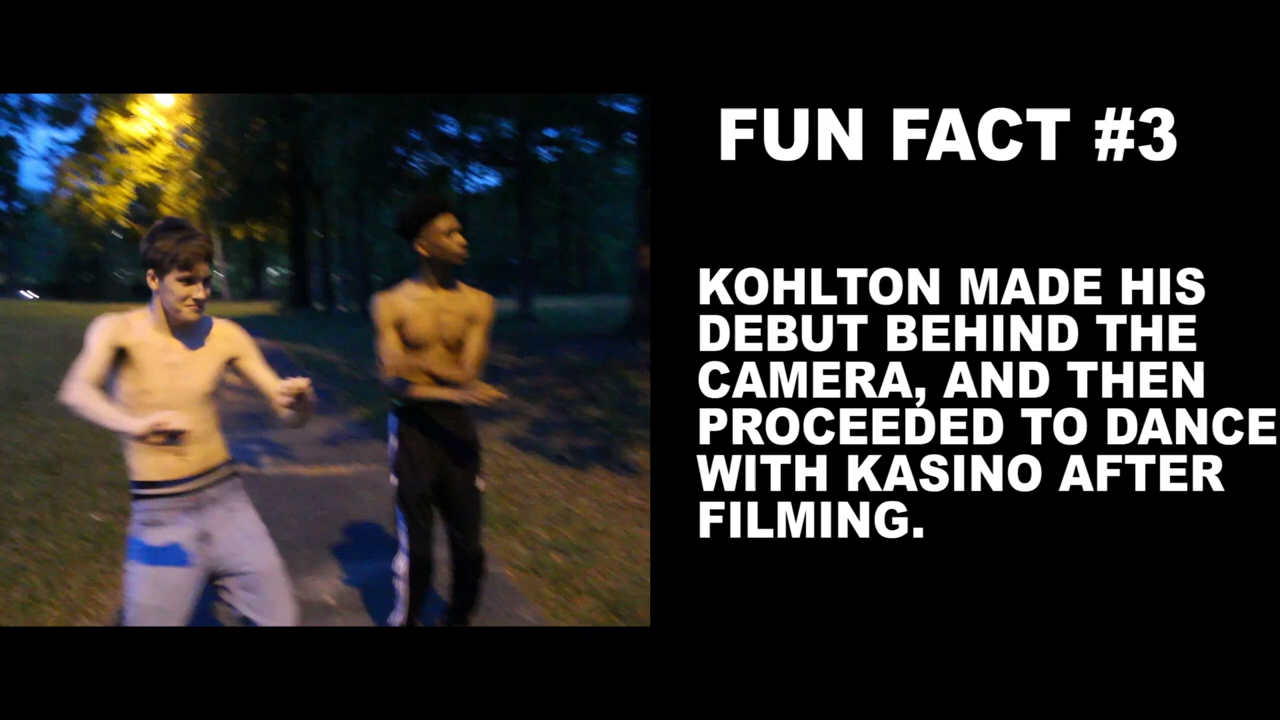 FUN FACT #3
KOHLTON MADE HIS
DEBUT BEHIND THE
CAMERA, AND THEN
PROCEEDED TO DANCE
WITH KASINO AFTER
FILMING.